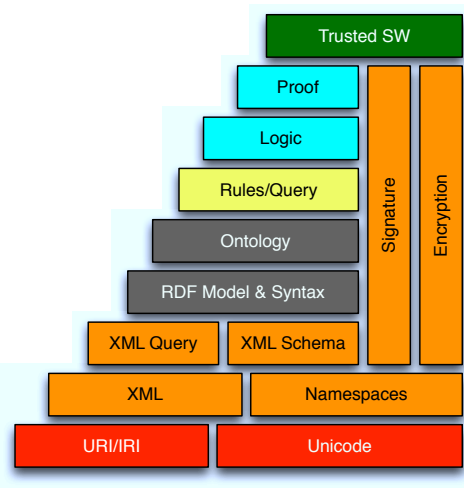 Trusted SW
Proof
Logic
Rules/Query
Ontology
RDF Model & Syntax
Signature
Encryption
XML Query
XML Schema
XML
Namespaces
URI/IRI
Unicode